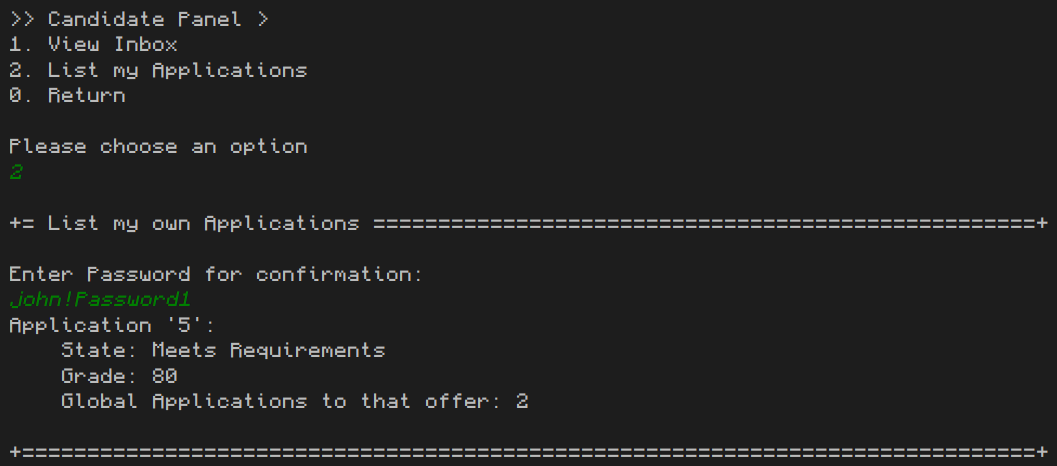 >> Candidate Panel >
1. View Inbox
2. List my Applications
0. Return
Please choose an option
2
+= List my own Applications ===================================================+
Enter Password for confirmation:
john!Password1
Application '5':
    State: Meets Requirements
    Grade: 80
    Global Applications to that offer: 2
+==============================================================================+